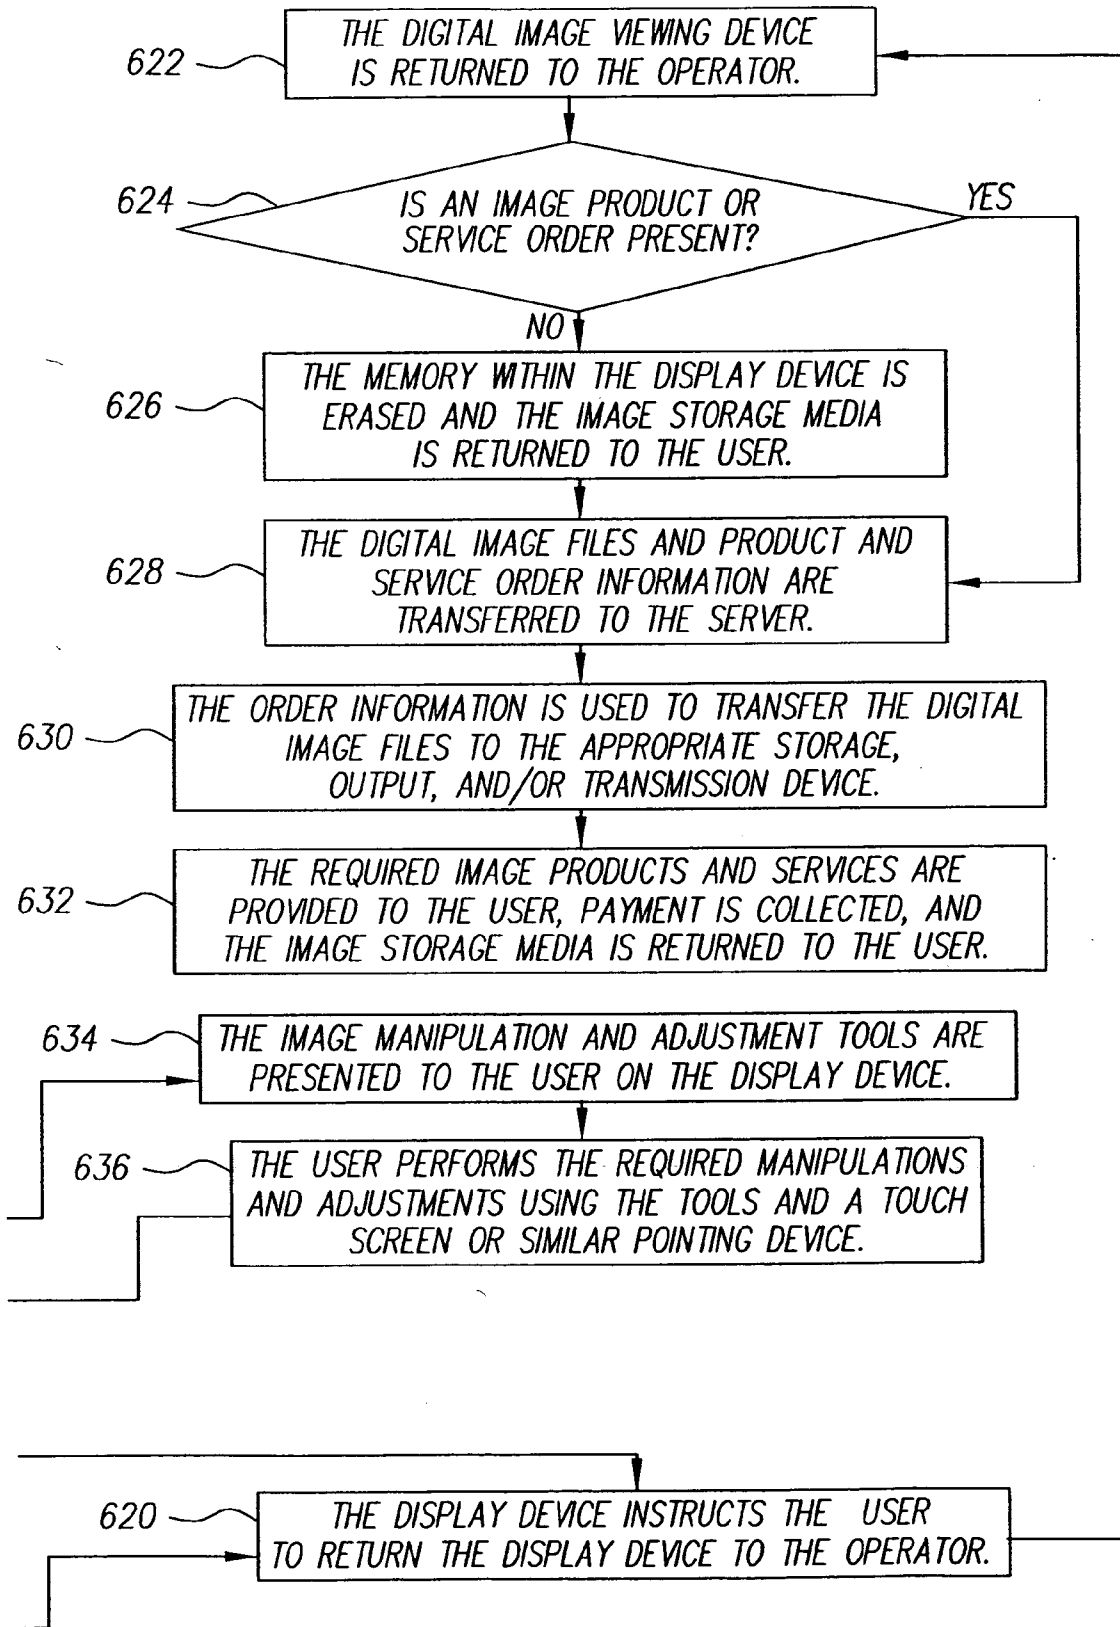 622
THE DIGITAL IMAGE VIEWING DEVICE
IS RETURNED TO THE OPERATOR.
624
IS AN IMAGE PRODUCT OR
SERVICE ORDER PRESENT?
YES
NO
626
THE MEMORY WITHIN THE DISPLAY DEVICE IS
ERASED AND THE IMAGE STORAGE MEDIA
IS RETURNED TO THE USER.
628
THE DIGITAL IMAGE FILES AND PRODUCT AND
SERVICE ORDER INFORMATION ARE
TRANSFERRED TO THE SERVER.
630
THE ORDER INFORMATION IS USED TO TRANSFER THE DIGITAL
IMAGE FILES TO THE APPROPRIATE STORAGE,
OUTPUT, AND/OR TRANSMISSION DEVICE.
632
THE REQUIRED IMAGE PRODUCTS AND SERVICES ARE
PROVIDED TO THE USER, PAYMENT IS COLLECTED, AND
THE IMAGE STORAGE MEDIA IS RETURNED TO THE USER.
634
THE IMAGE MANIPULATION AND ADJUSTMENT TOOLS ARE
PRESENTED TO THE USER ON THE DISPLAY DEVICE.
636
THE USER PERFORMS THE REQUIRED MANIPULATIONS
AND ADJUSTMENTS USING THE TOOLS AND A TOUCH
SCREEN OR SIMILAR POINTING DEVICE.
620
THE DISPLAY DEVICE INSTRUCTS THE USER
TO RETURN THE DISPLAY DEVICE TO THE OPERATOR.